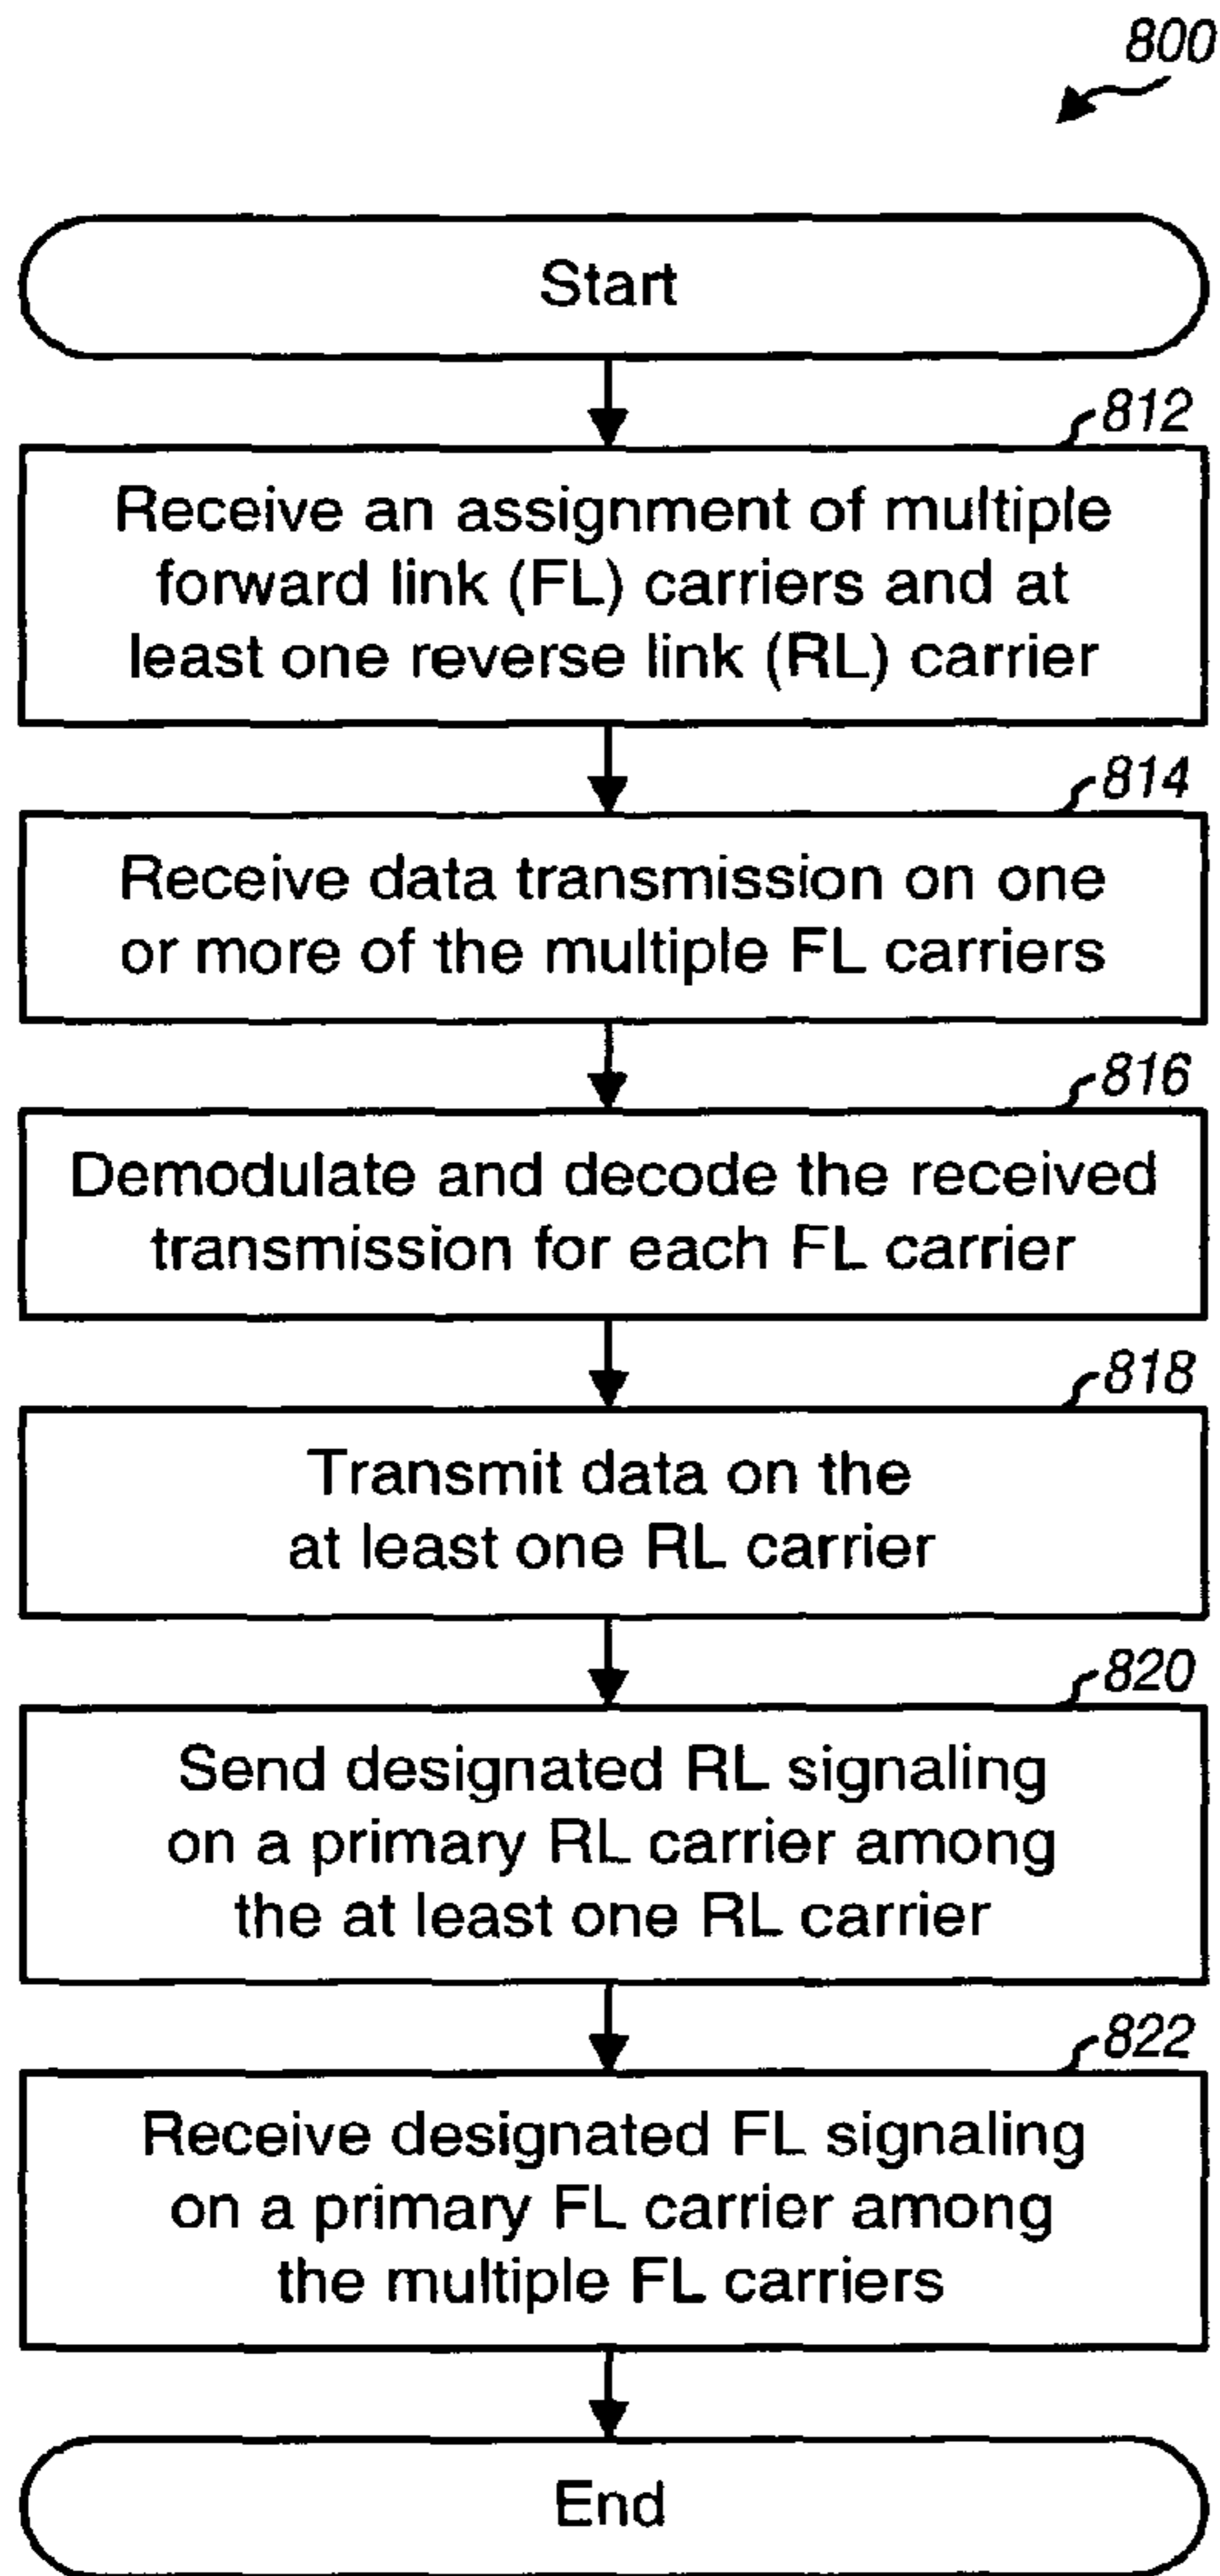 800
Start
812
Receive an assignment of multiple
forward link (FL) carriers and at
least one reverse link (RL) carrier
814
Receive data transmission on one
or more of the multiple FL carriers
816
Demodulate and decode the received
transmission for each FL carrier
818
Transmit data on the
at least one RL carrier
820
Send designated RL signaling
on a primary RL carrier among
the at least one RL carrier
822
Receive designated FL signaling
on a primary FL carrier among
the multiple FL carriers
End